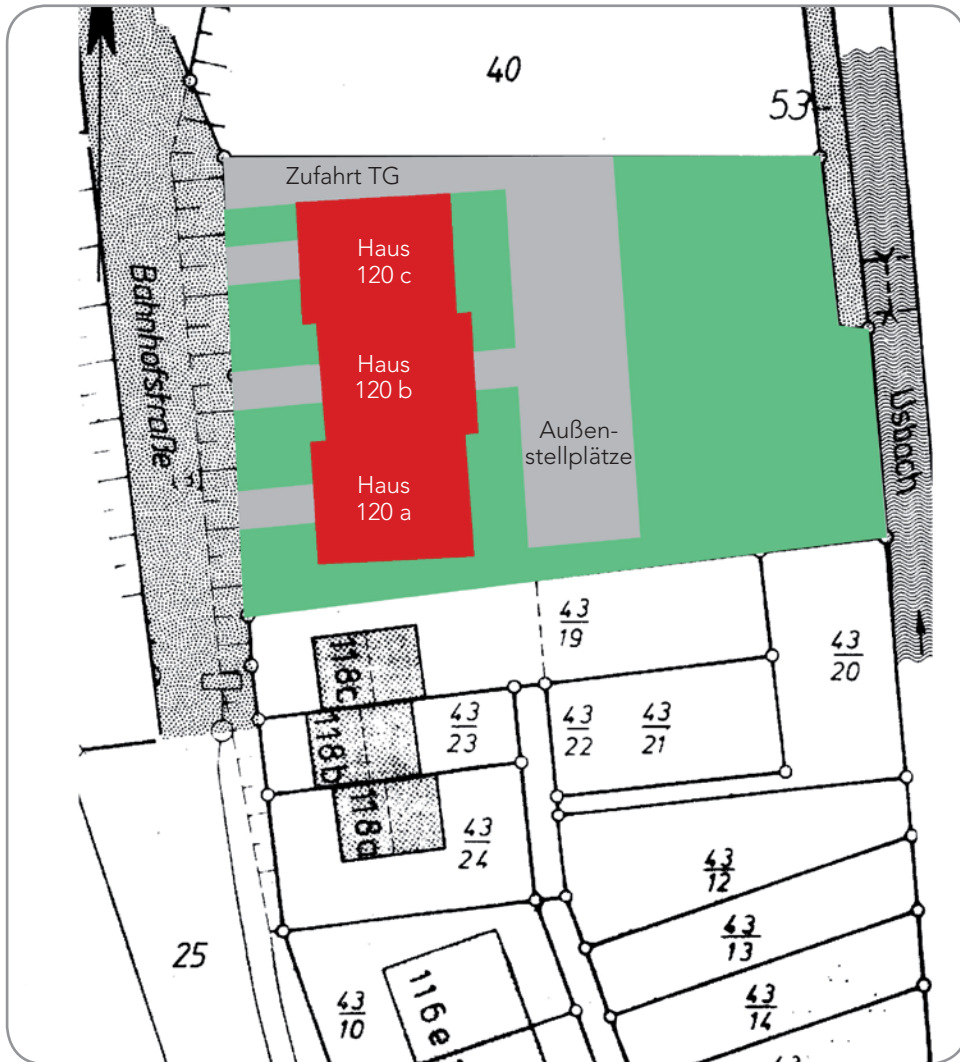 40
53
Zufahrt TG
Haus
120 c
Bahnhofstraße
Haus
120 b
Außen-
stellplätze
Usbach
Haus
120 a
43
19
43
20
118c
43
23
43
22
43
21
118b
118a
43
24
43
12
43
13
25
116e
43
10
43
14